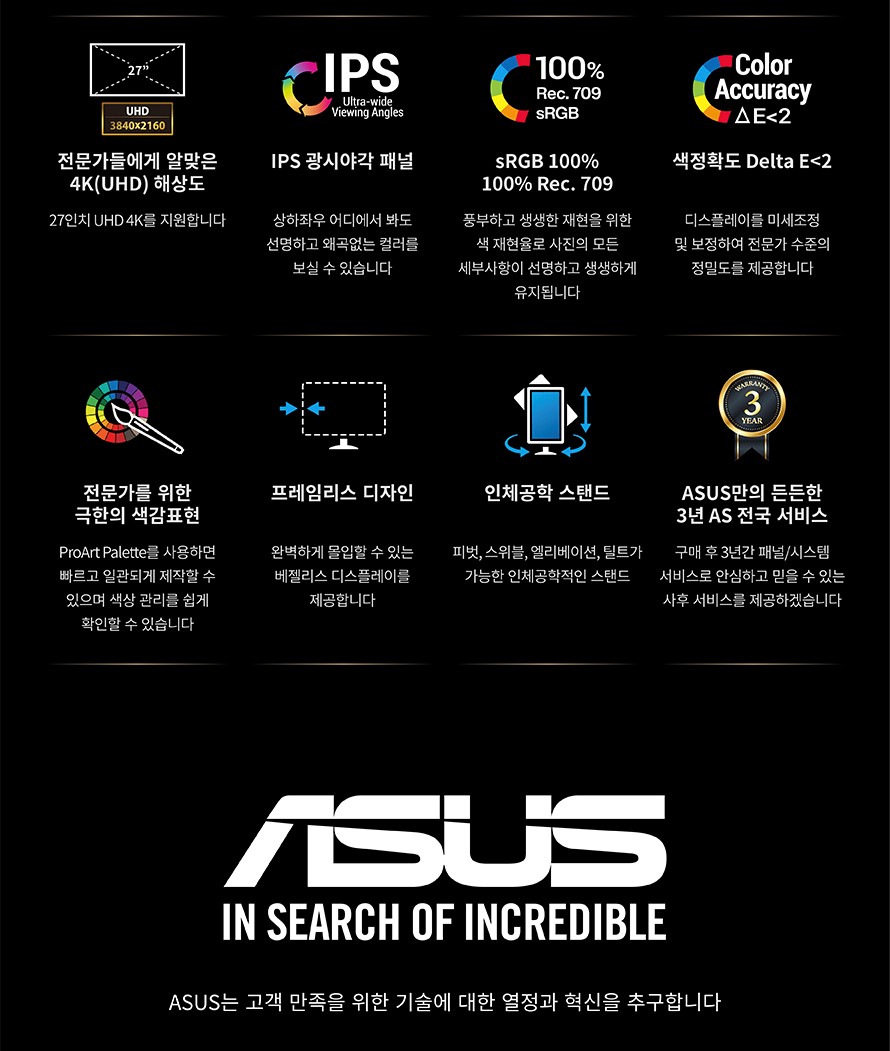 27”
UHD
3840x2160
전문가들에게 알맞은
4K(UHD) 해상도
27인치 UHD 4K를 지원합니다
IPS
Ultra-wide
Viewing Angles
IPS 광시야각 패널
상하좌우 어디에서 봐도
선명하고 왜곡없는 컬러를
보실 수 있습니다
100%
Rec. 709
sRGB
sRGB 100%
100% Rec. 709
풍부하고 생생한 재현을 위한
색 재현율로 사진의 모든
세부사항이 선명하고 생생하게
유지됩니다
Color
Accuracy
△E<2
색정확도 Delta E<2
디스플레이를 미세조정
및 보정하여 전문가 수준의
정밀도를 제공합니다
전문가를 위한
극한의 색감표현
ProArt Palette를 사용하면
빠르고 일관되게 제작할 수
있으며 색상 관리를 쉽게
확인할 수 있습니다
프레임리스 디자인
완벽하게 몰입할 수 있는
베젤리스 디스플레이를
제공합니다
인체공학 스탠드
피벗, 스위블, 엘리베이션, 틸트가
가능한 인체공학적인 스탠드
WARRANTY
3
YEAR
ASUS만의 든든한
3년 AS 전국 서비스
구매 후 3년간 패널/시스템
서비스로 안심하고 믿을 수 있는
사후 서비스를 제공하겠습니다
ASUS
IN SEARCH OF INCREDIBLE
ASUS는 고객 만족을 위한 기술에 대한 열정과 혁신을 추구합니다